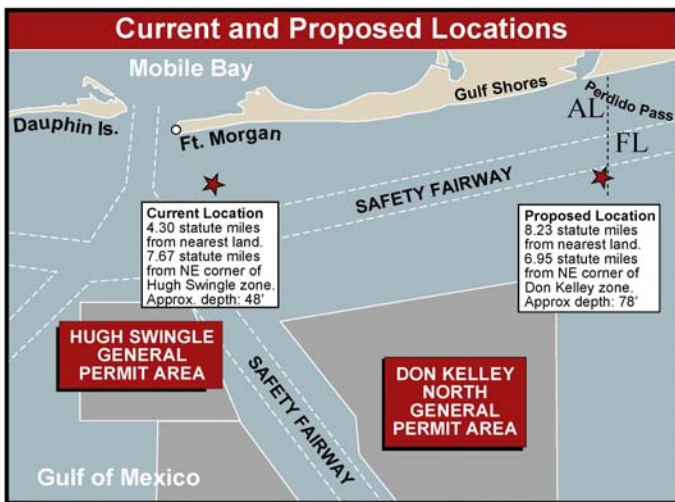 Current and Proposed Locations
Mobile Bay
Gulf Shores
Perdido Pass
Dauphin Is.
Ft. Morgan
AL
FL
SAFETY FAIRWAY
Current Location
4.30 statute miles
from nearest land.
7.67 statute miles
from NE corner of
Hugh Swingle zone.
Approx. depth: 48'
Proposed Location
8.23 statute miles
from nearest land.
6.95 statute miles
from NE corner of
Don Kelley zone.
Approx depth: 78'
HUGH SWINGLE
GENERAL
PERMIT AREA
SAFETY FAIRWAY
DON KELLEY
NORTH
GENERAL
PERMIT AREA
Gulf of Mexico